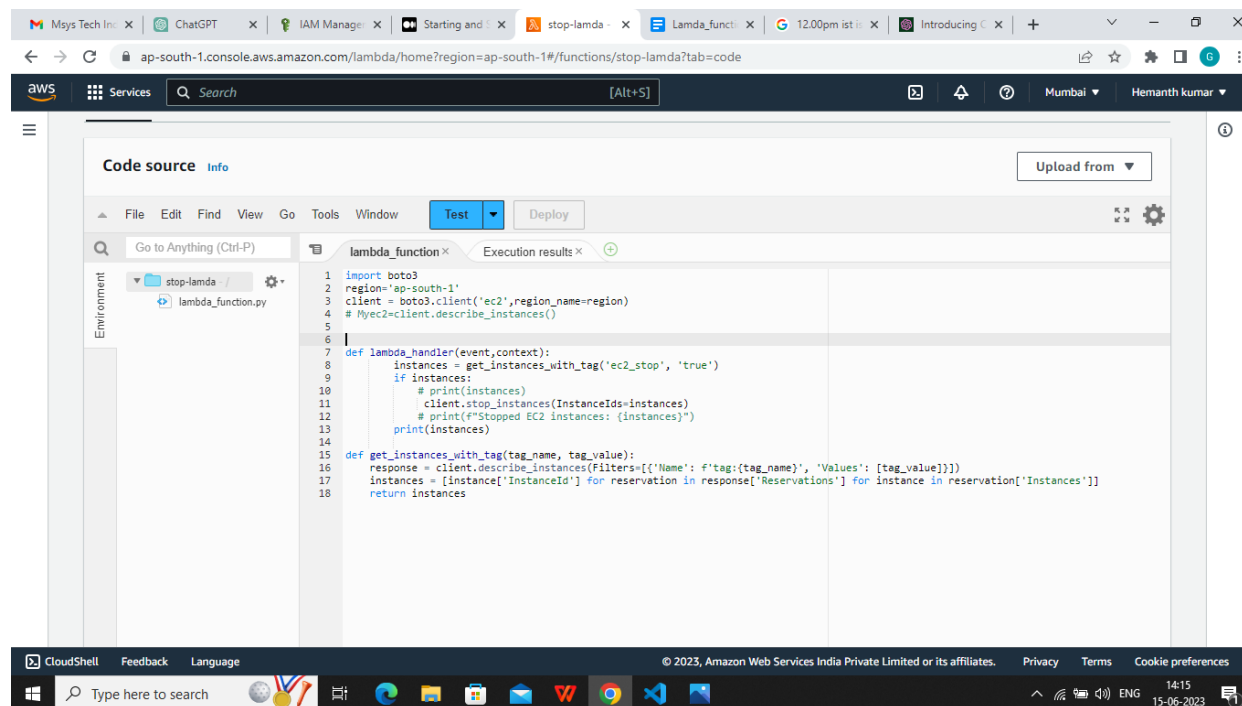 Msys Tech Inc
ChatGPT
IAM Manage
Starting and S
stop-lamda -
Lamda_functi
12.00pm ist is
Introducing C
ap-south-1.console.aws.amazon.com/lambda/home?region=ap-south-1#/functions/stop-lamda?tab=code
G
aws
Services
Search
[Alt+S]
Mumbai ▼
Hemanth kumar ▼
Code source Info
Upload from ▼
File Edit Find View Go Tools Window
Test
Deploy
Go to Anything (Ctrl-P)
lambda_function ×
Execution results ×
Environment
stop-lamda - /
lambda_function.py
1 import boto3
2 region='ap-south-1'
3 client = boto3.client('ec2',region_name=region)
4 # Myec2=client.describe_instances()
5
6
7 def lambda_handler(event,context):
8 instances = get_instances_with_tag('ec2_stop', 'true')
9 if instances:
10 # print(instances)
11 client.stop_instances(InstanceIds=instances)
12 # print(f"Stopped EC2 instances: {instances}")
13 print(instances)
14
15 def get_instances_with_tag(tag_name, tag_value):
16 response = client.describe_instances(Filters=[{'Name': f'tag:{tag_name}', 'Values': [tag_value]}])
17 instances = [instance['InstanceId'] for reservation in response['Reservations'] for instance in reservation['Instances']]
18 return instances
CloudShell Feedback Language
© 2023, Amazon Web Services India Private Limited or its affiliates. Privacy Terms Cookie preferences
Type here to search
ENG
14:15
15-06-2023
1